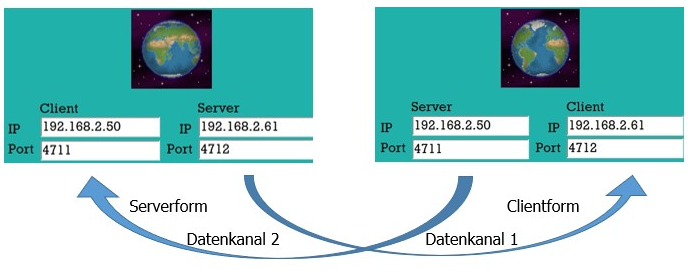 Client Server
IP 192.168.2.50 IP 192.168.2.61
Port 4711 Port 4712
Server Client
IP 192.168.2.50 IP 192.168.2.61
Port 4711 Port 4712
Serverform Clientform
Datenkanal 2 Datenkanal 1